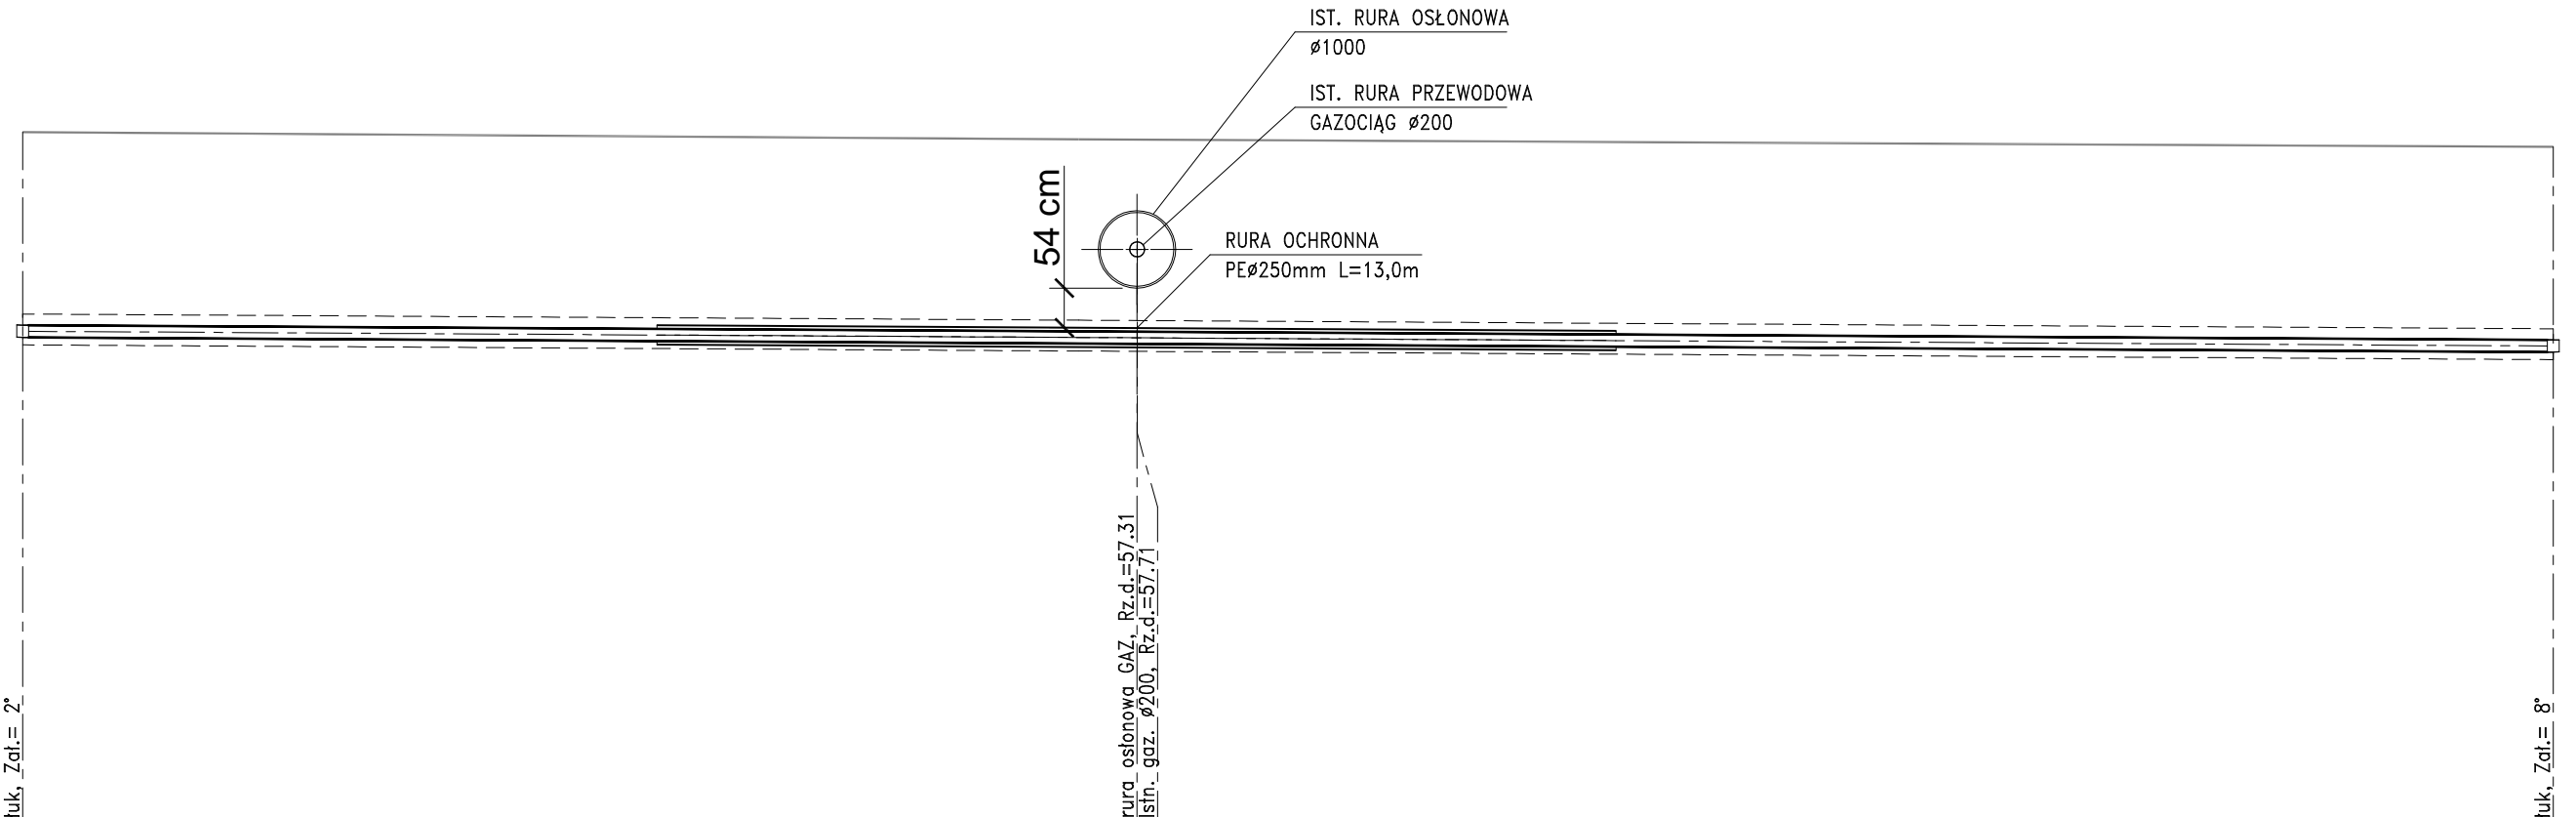 IST. RURA OSŁONOWA
ø1000
IST. RURA PRZEWODOWA
GAZOCIĄG ø200
54 cm
RURA OCHRONNA
PEø250mm L=13,0m
rura osłonowa GAZ, Rz.d.=57.31
Istn. gaz. ø200, Rz.d.=57.71
łuk, Zał.= 2°
łuk, Zał.= 8°